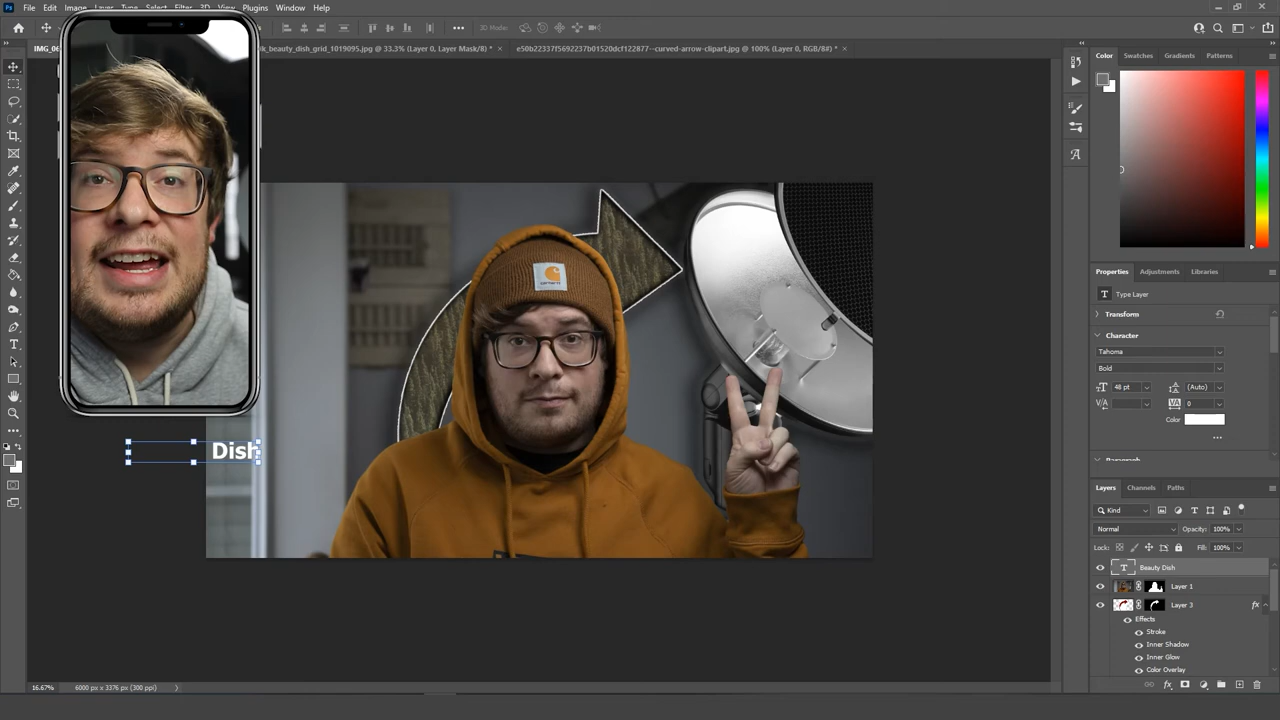 File Edit Image Layer Type Select Filter 3D View Plugins Window Help
3D Mode:
k_beauty_dish_grid_1019095.jpg @ 33.3% (Layer 0, Layer Mask/8) *
e50b22337f5692237b01520dcf122877--curved-arrow-clipart.jpg @ 100% (Layer 0, RGB/8#) *
Color Swatches Gradients Patterns
Properties Adjustments Libraries
Type Layer
Transform
Character
Tahoma
Bold
48 pt (Auto)
0
Color
Paragraph
Layers Channels Paths
Kind
Normal Opacity: 100%
Lock: Fill: 100%
Beauty Dish
Layer 1
Layer 3 fx
Effects
Stroke
Inner Shadow
Inner Glow
Color Overlay
carhartt
Dish
16.67% 6000 px x 3376 px (300 ppi)